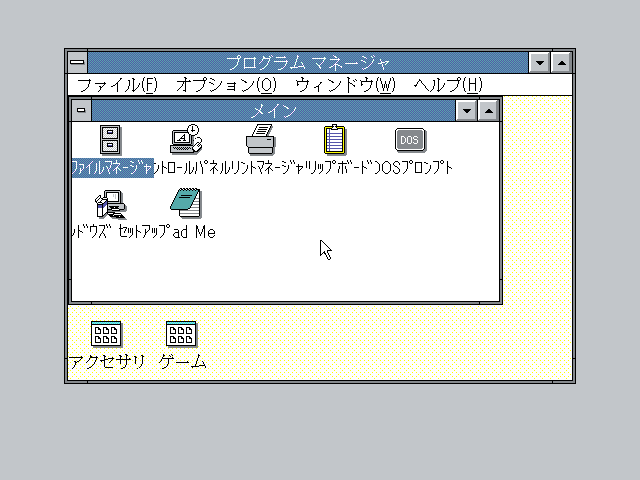 プログラム マネージャ
ファイル(F) オプション(O) ウィンドウ(W) ヘルプ(H)
メイン
ファイルマネージャ ントロールパネル リントマネージャ リップボード DOSプロンプト
DOS
ンドウズ セットアップ ad Me
アクセサリ ゲーム